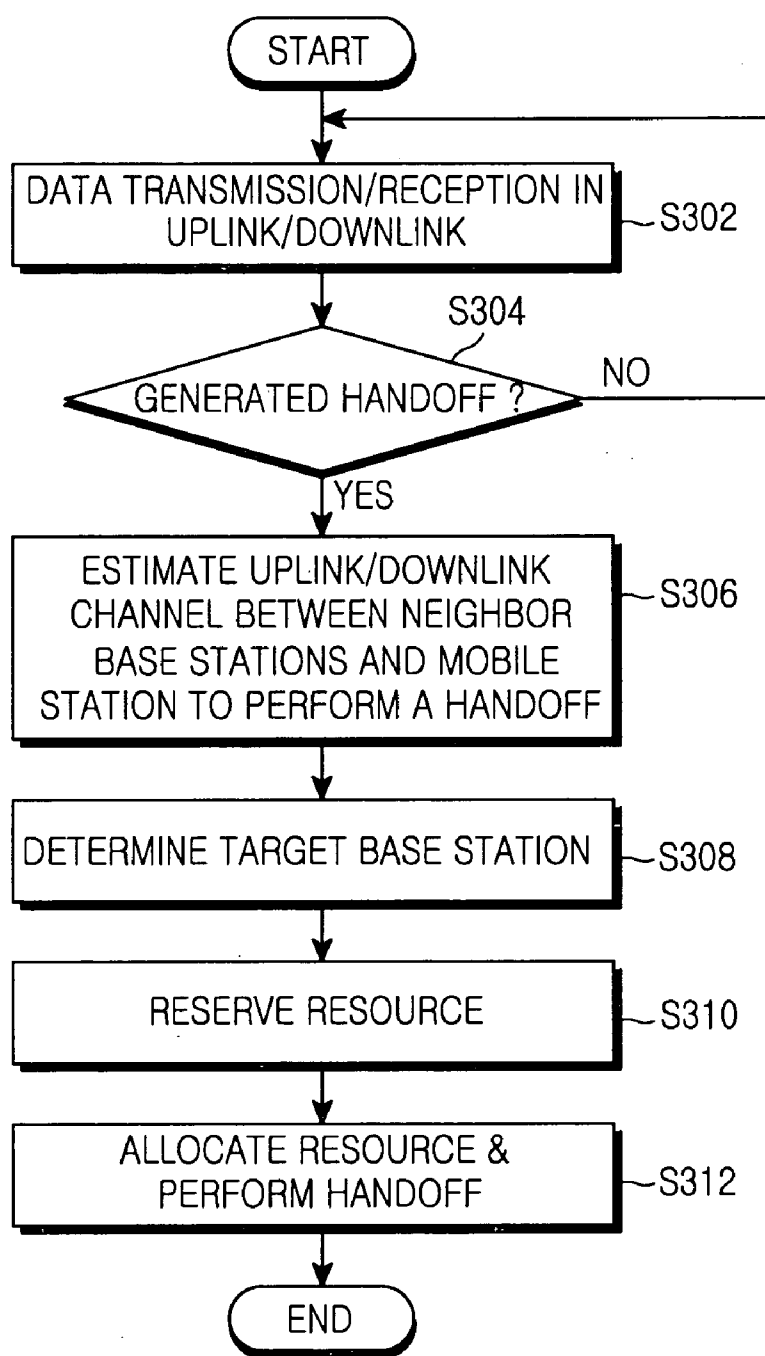 START
DATA TRANSMISSION/RECEPTION IN
UPLINK/DOWNLINK
S302
S304
GENERATED HANDOFF ?
NO
YES
ESTIMATE UPLINK/DOWNLINK
CHANNEL BETWEEN NEIGHBOR
BASE STATIONS AND MOBILE
STATION TO PERFORM A HANDOFF
S306
DETERMINE TARGET BASE STATION
S308
RESERVE RESOURCE
S310
ALLOCATE RESOURCE &
PERFORM HANDOFF
S312
END